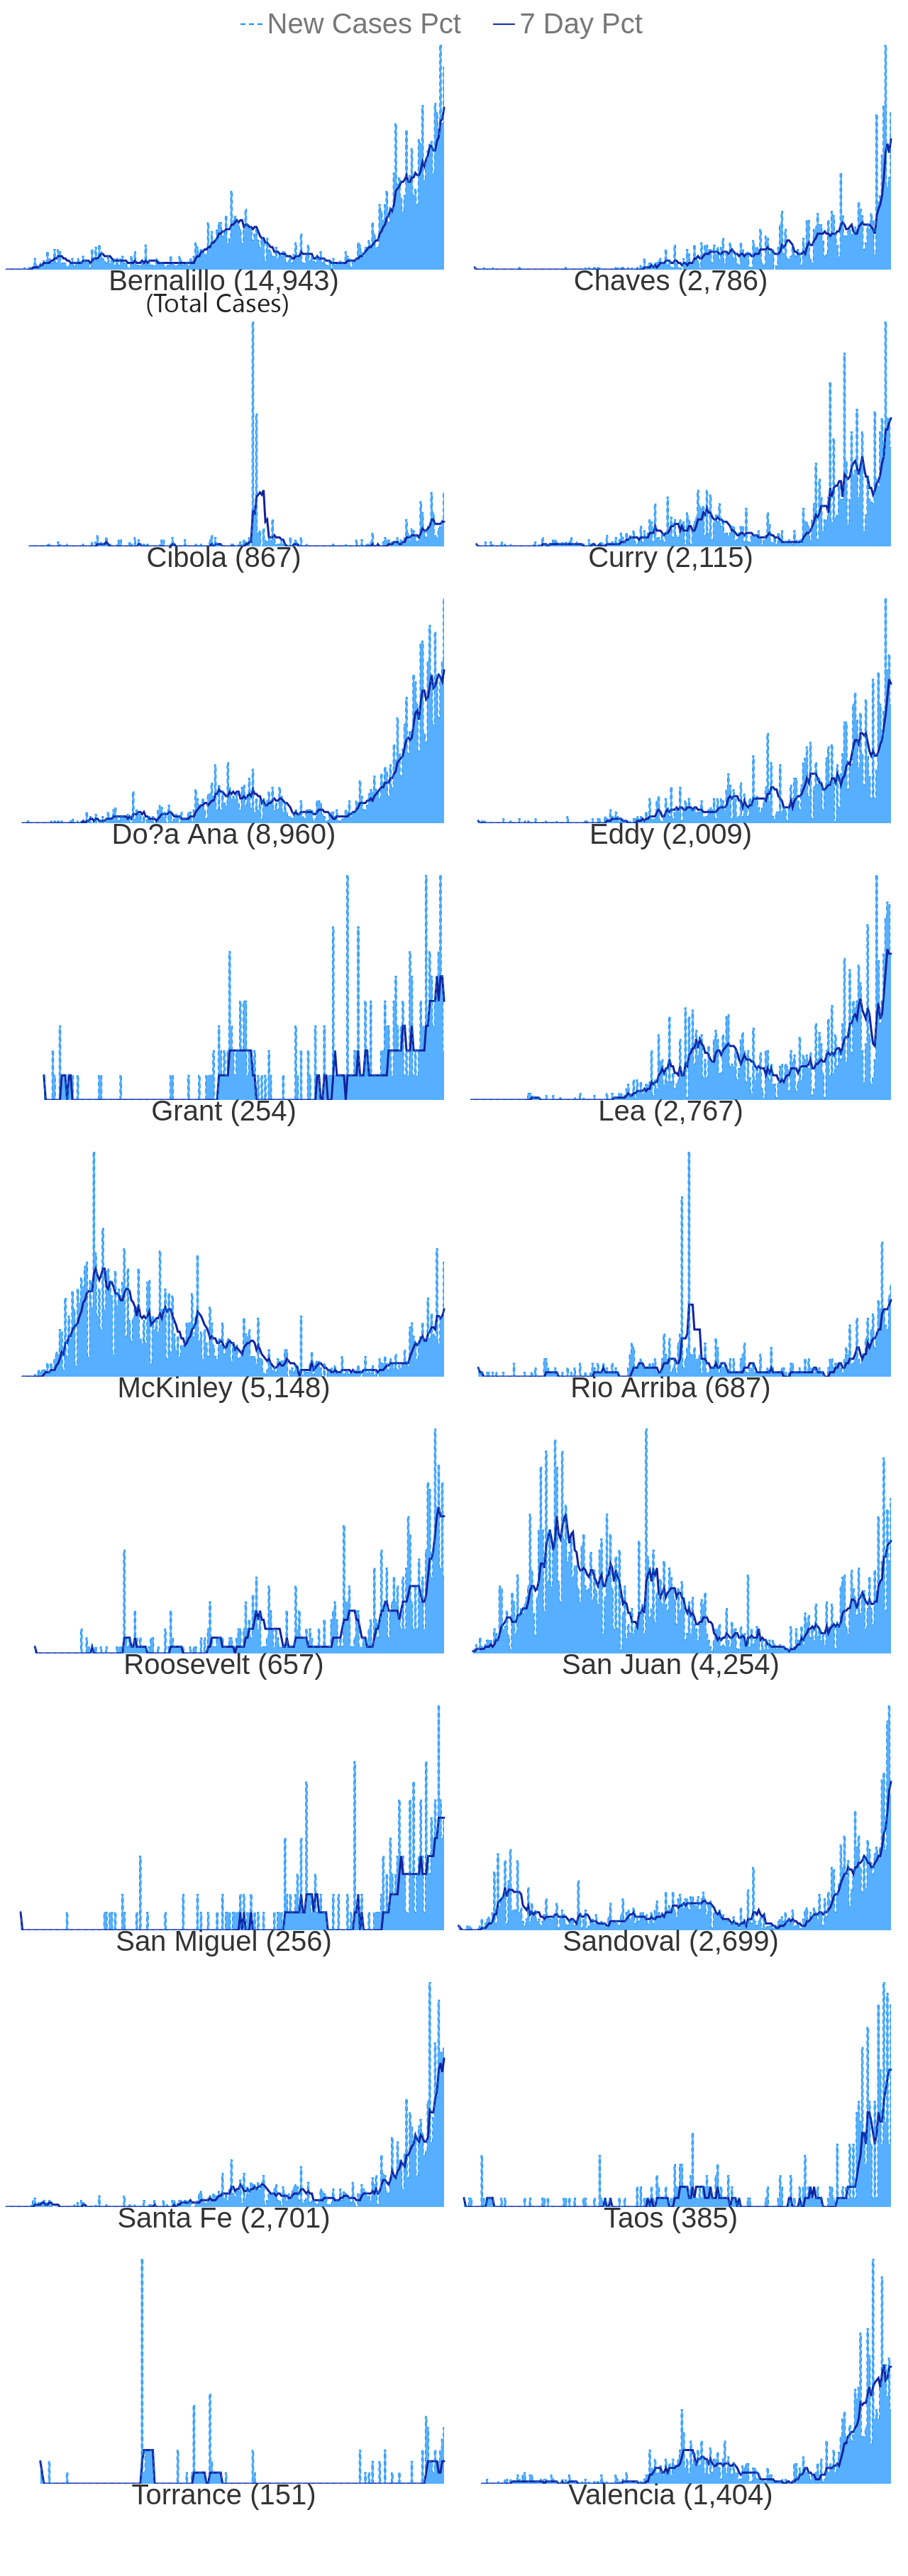 New Cases Pct 7 Day Pct
Bernalillo (14,943) Chaves (2,786)
(Total Cases)
Cibola (867) Curry (2,115)
Do?a Ana (8,960) Eddy (2,009)
Grant (254) Lea (2,767)
McKinley (5,148) Rio Arriba (687)
Roosevelt (657) San Juan (4,254)
San Miguel (256) Sandoval (2,699)
Santa Fe (2,701) Taos (385)
Torrance (151) Valencia (1,404)